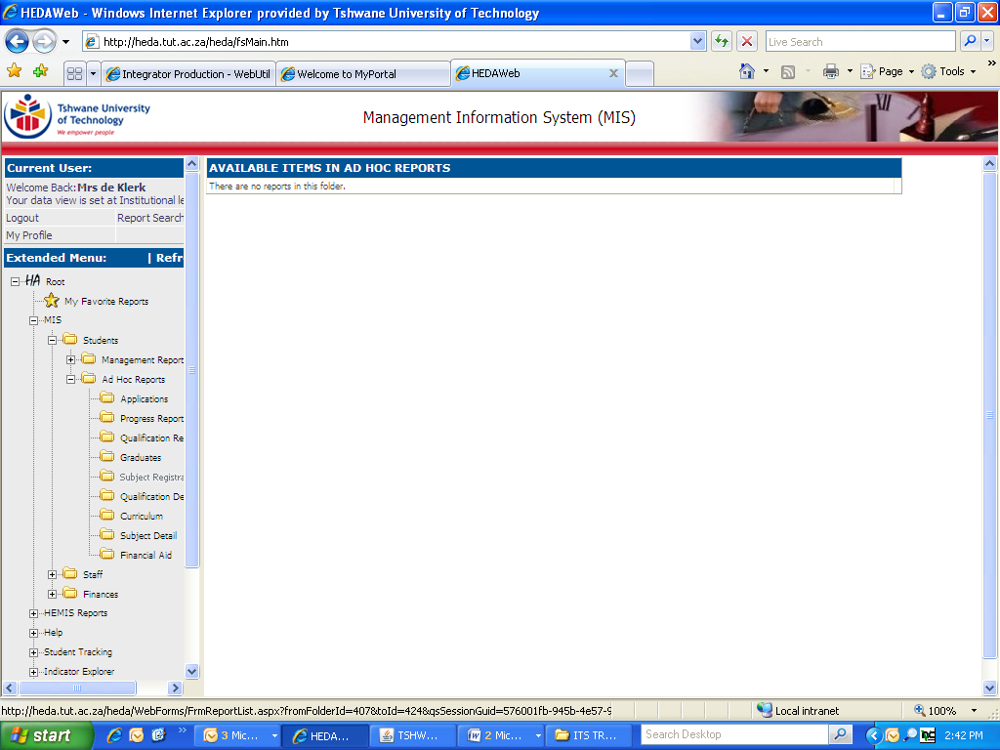 HEDAWeb - Windows Internet Explorer provided by Tshwane University of Technology
http://heda.tut.ac.za/heda/fsMain.htm
Live Search
Integrator Production - WebUtil
Welcome to MyPortal
HEDAWeb
Page
Tools
Tshwane University
of Technology
We empower people
Management Information System (MIS)
Current User:
Welcome Back: Mrs de Klerk
Your data view is set at Institutional le
Logout
Report Search
My Profile
Extended Menu: | Refr
AVAILABLE ITEMS IN AD HOC REPORTS
There are no reports in this folder.
HA Root
My Favorite Reports
MIS
Students
Management Report
Ad Hoc Reports
Applications
Progress Report
Qualification Re
Graduates
Subject Registra
Qualification De
Curriculum
Subject Detail
Financial Aid
Staff
Finances
HEMIS Reports
Help
Student Tracking
Indicator Explorer
http://heda.tut.ac.za/heda/WebForms/FrmReportList.aspx?fromFolderId=407&toId=424&qsSessionGuid=576001fb-945b-4e57-9
Local intranet
100%
start
3 Mic...
HEDA...
TSHW...
2 Mic...
ITS TR...
Search Desktop
2:42 PM